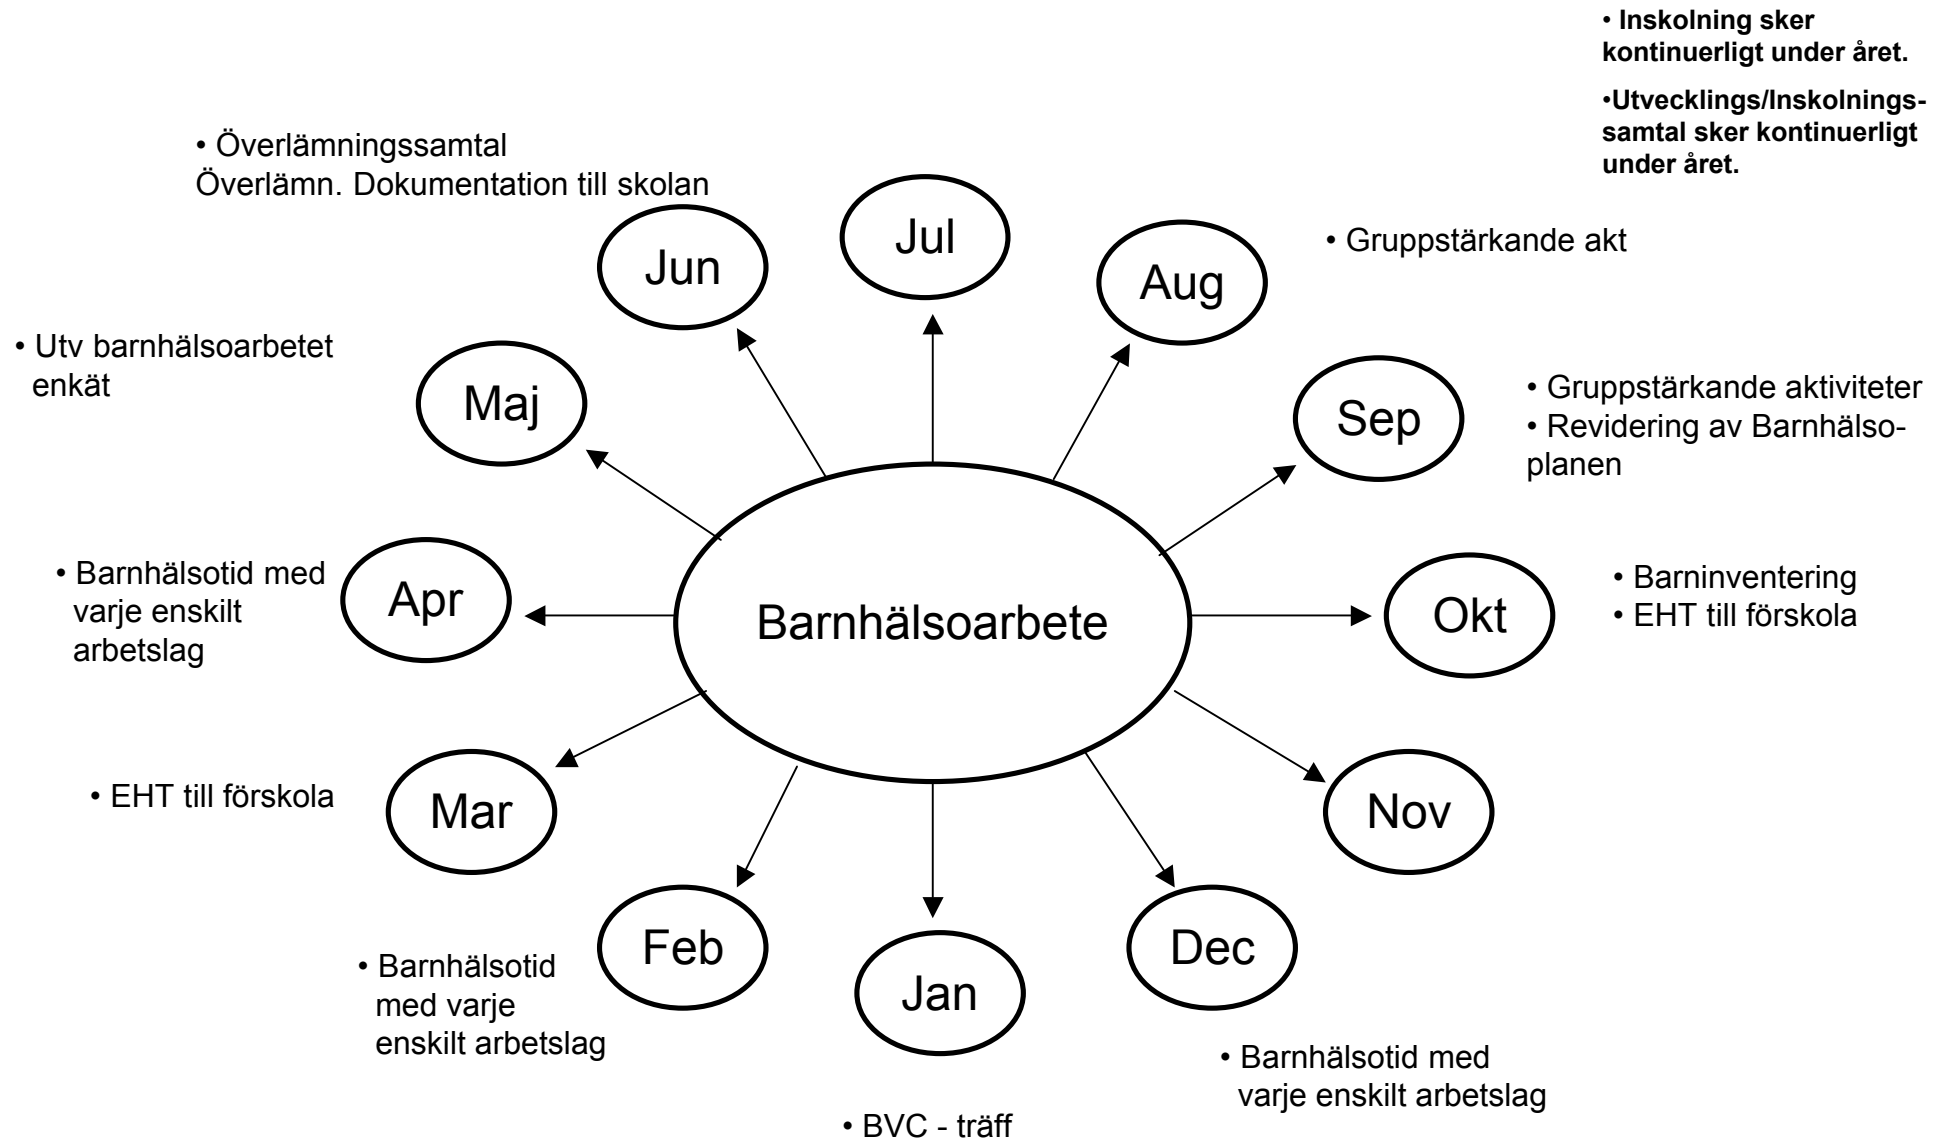 • Inskolning sker
kontinuerligt under året.
•Utvecklings/Inskolnings-
samtal sker kontinuerligt
under året.
• Överlämningssamtal
Överlämn. Dokumentation till skolan
Jul
Jun
Aug
• Gruppstärkande akt
• Utv barnhälsoarbetet
enkät
Maj
Sep
• Gruppstärkande aktiviteter
• Revidering av Barnhälso-
planen
• Barnhälsotid med
varje enskilt
arbetslag
Apr
Barnhälsoarbete
Okt
• Barninventering
• EHT till förskola
• EHT till förskola
Mar
Nov
• Barnhälsotid
med varje
enskilt arbetslag
Feb
Jan
Dec
• Barnhälsotid med
varje enskilt arbetslag
• BVC - träff